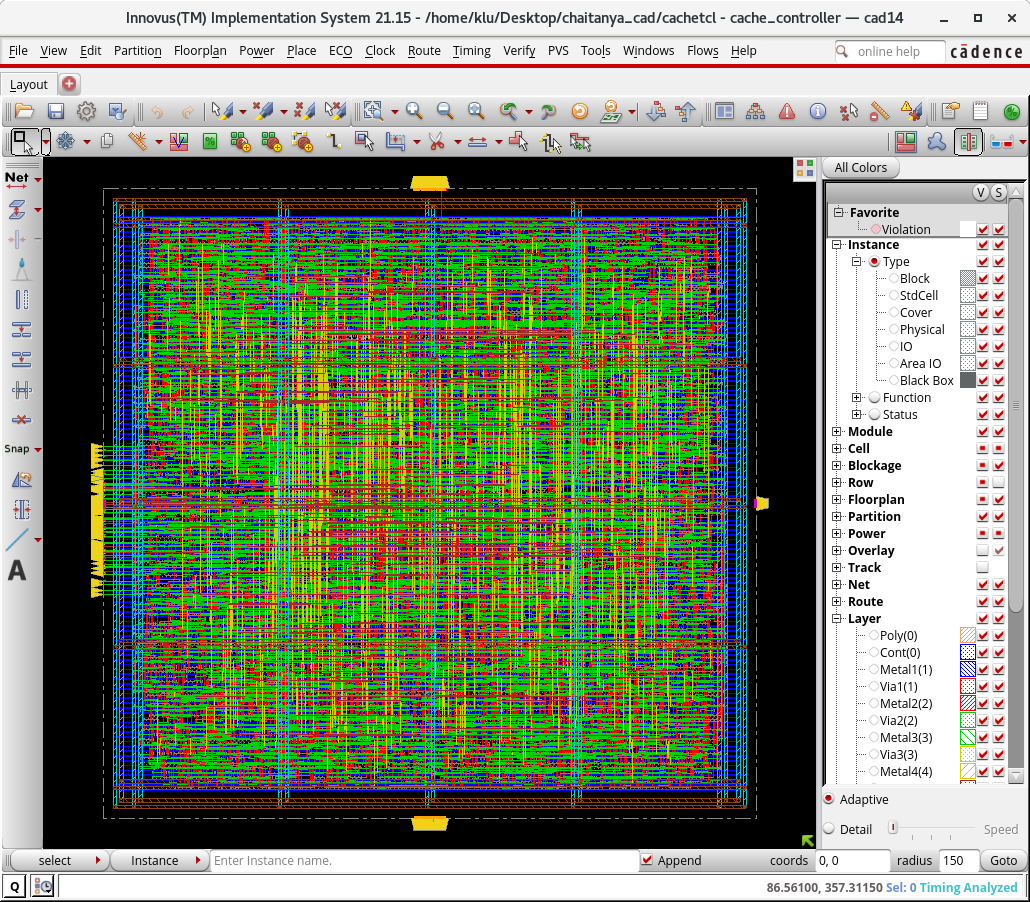 Innovus(TM) Implementation System 21.15 - /home/klu/Desktop/chaitanya_cad/cachetcl - cache_controller — cad14
File View Edit Partition Floorplan Power Place ECO Clock Route Timing Verify PVS Tools Windows Flows Help online help cādence
Layout
Net
Snap
A
All Colors
V S
Favorite
Violation
Instance
Type
Block
StdCell
Cover
Physical
IO
Area IO
Black Box
Function
Status
Module
Cell
Blockage
Row
Floorplan
Partition
Power
Overlay
Track
Net
Route
Layer
Poly(0)
Cont(0)
Metal1(1)
Via1(1)
Metal2(2)
Via2(2)
Metal3(3)
Via3(3)
Metal4(4)
Adaptive
Detail Speed
select Instance Enter Instance name. Append coords 0, 0 radius 150 Goto
Q 86.56100, 357.31150 Sel: 0 Timing Analyzed